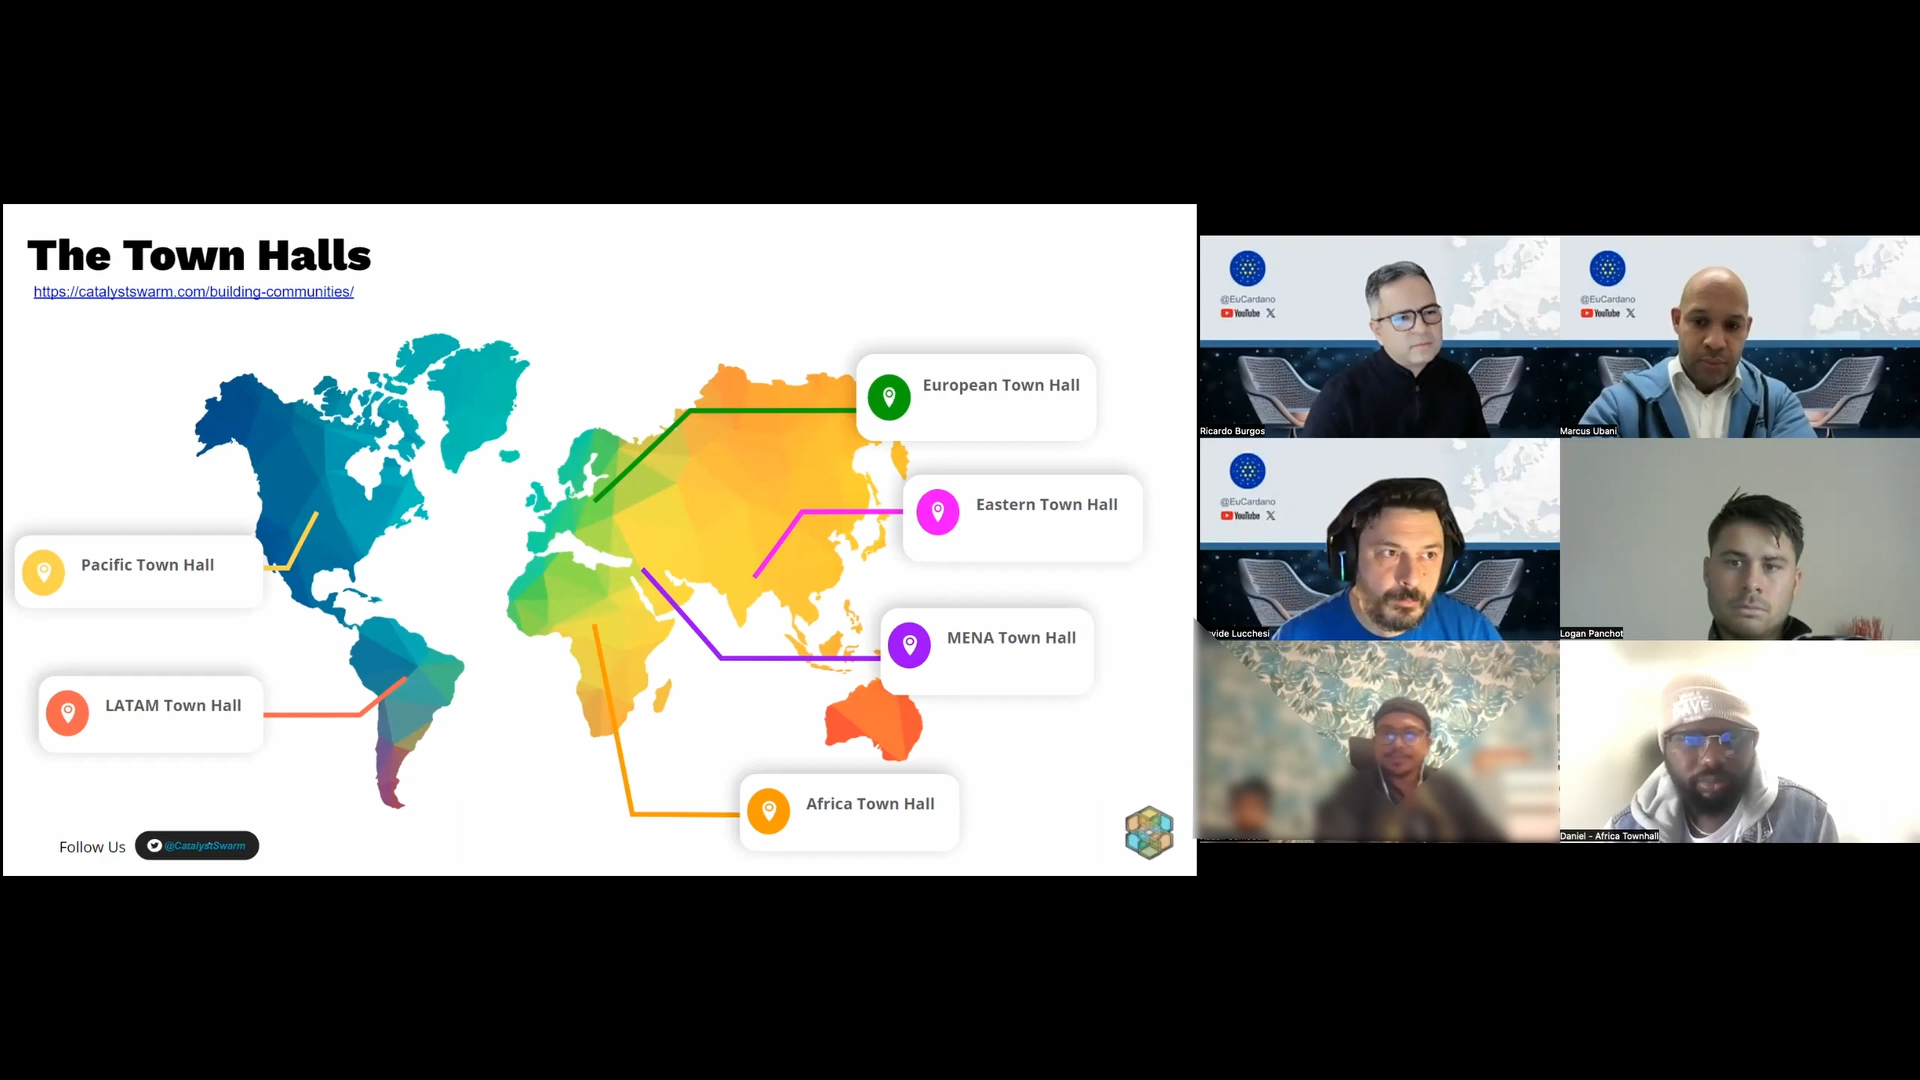 The Town Halls
https://catalystswarm.com/building-communities/
European Town Hall
Eastern Town Hall
Pacific Town Hall
MENA Town Hall
LATAM Town Hall
Africa Town Hall
Follow Us
@CatalystSwarm
@EuCardano
YouTube X
Ricardo Burgos
@EuCardano
YouTube X
Marcus Ubani
@EuCardano
YouTube X
Lucchesi
Logan Panchot
Daniel - Africa Townhall